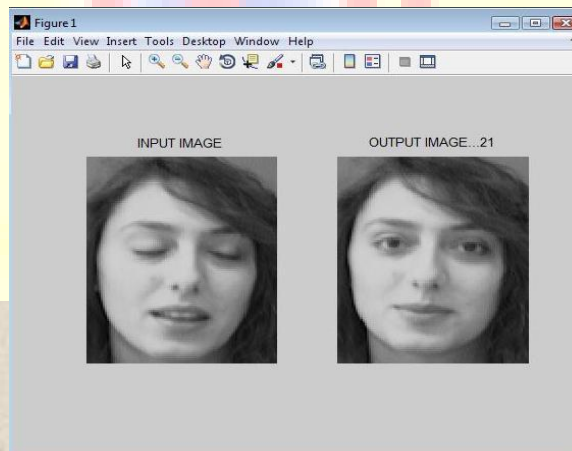 Figure 1
File Edit View Insert Tools Desktop Window Help
INPUT IMAGE
OUTPUT IMAGE...21